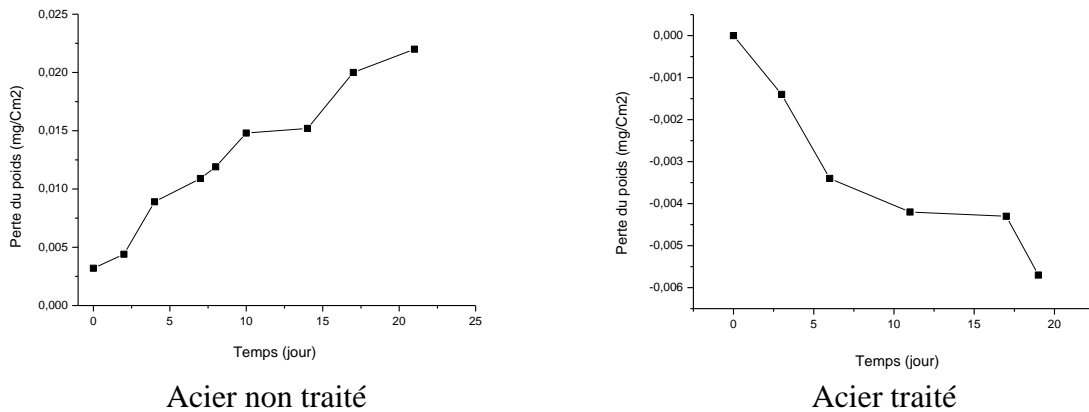 0,025
0,020
0,015
0,010
0,005
0,000
Perte du poids (mg/Cm2)
0 5 10 15 20 25
Temps (jour)
Acier non traité
0,000
-0,001
-0,002
-0,003
-0,004
-0,005
-0,006
Perte du poids (mg/Cm2)
0 5 10 15 20
Temps (jour)
Acier traité